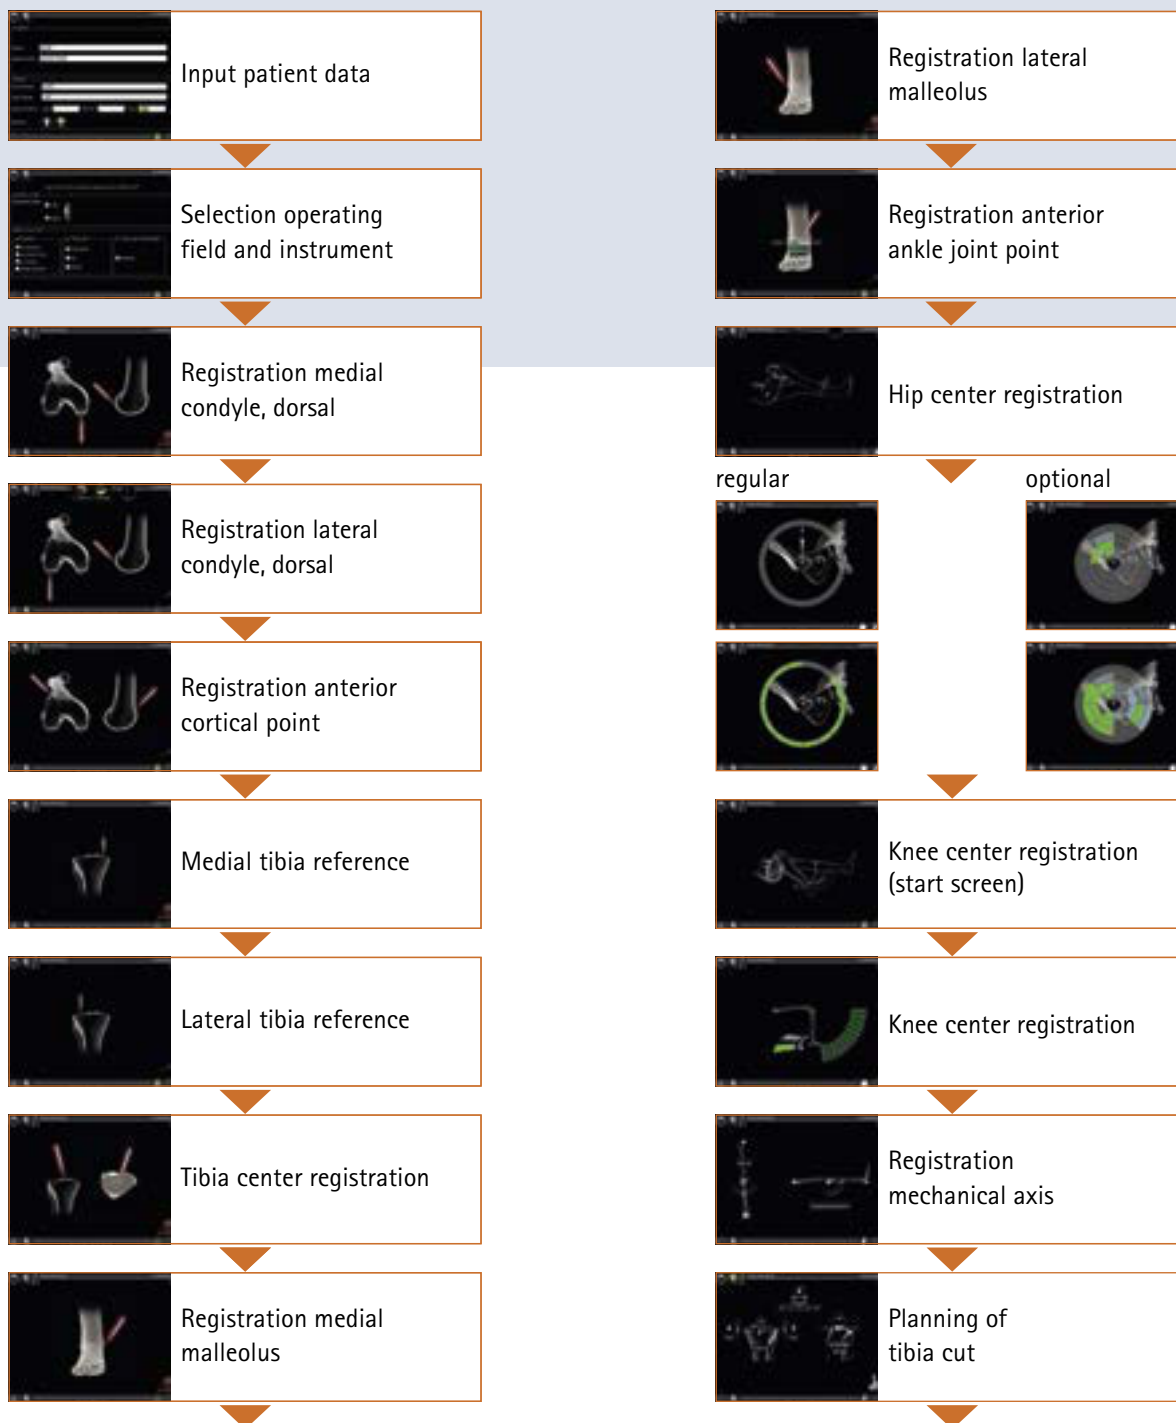 Input patient data
Selection operating
field and instrument
Registration medial
condyle, dorsal
Registration lateral
condyle, dorsal
Registration anterior
cortical point
Medial tibia reference
Lateral tibia reference
Tibia center registration
Registration medial
malleolus
Registration lateral
malleolus
Registration anterior
ankle joint point
Hip center registration
regular
optional
Knee center registration
(start screen)
Knee center registration
Registration
mechanical axis
Planning of
tibia cut